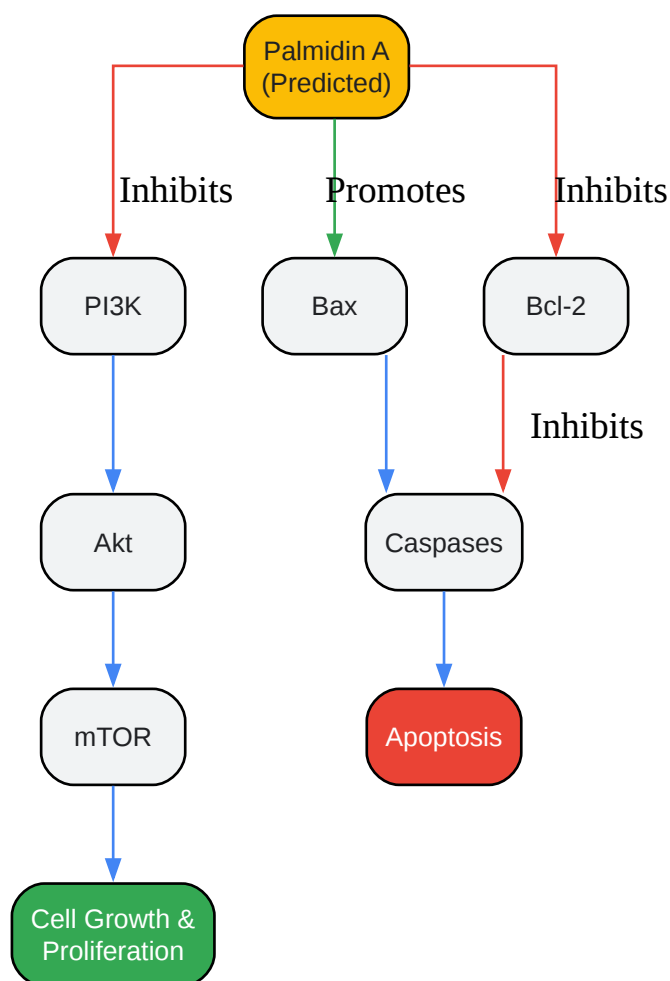 Palmidin A
(Predicted)
Inhibits
Promotes
Inhibits
PI3K
Bax
Bcl-2
Inhibits
Akt
Caspases
mTOR
Apoptosis
Cell Growth &
Proliferation